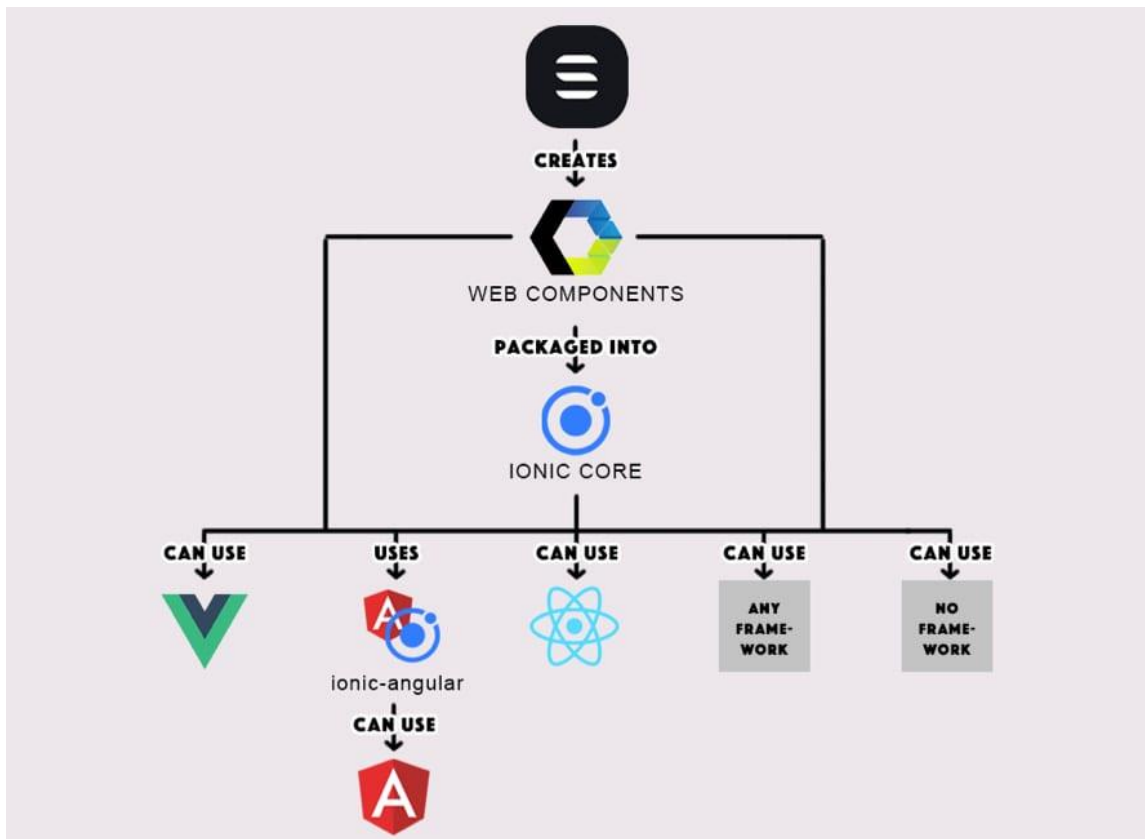 CREATES
WEB COMPONENTS
PACKAGED INTO
IONIC CORE
CAN USE
USES
CAN USE
CAN USE
CAN USE
ANY
FRAME-
WORK
NO
FRAME-
WORK
ionic-angular
CAN USE
A